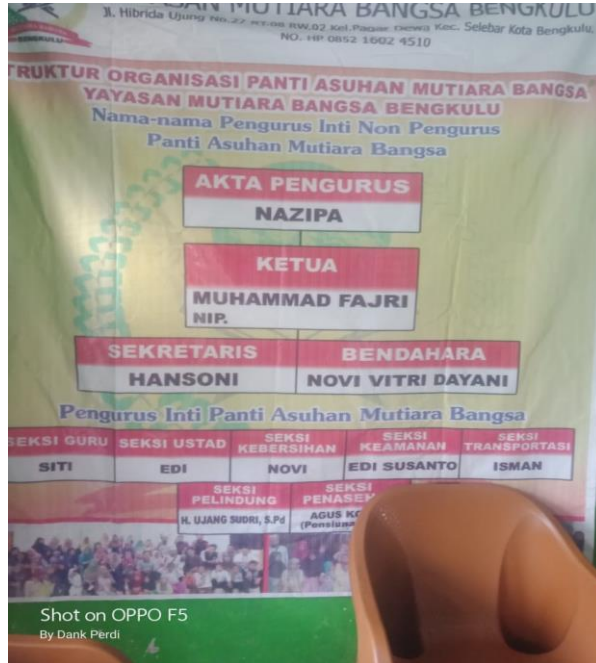 MUTIARA BANGSA BENGKULU
BENGKULU
Jl. Hibrida Ujung No.27 RT.08 RW.02 Kel.Pagar Dewa Kec. Selebar Kota Bengkulu.
NO. HP 0852 1602 4510
TRUKTUR ORGANISASI PANTI ASUHAN MUTIARA BANGSA
YAYASAN MUTIARA BANGSA BENGKULU
Nama-nama Pengurus Inti Non Pengurus
Panti Asuhan Mutiara Bangsa
AKTA PENGURUS
NAZIPA
KETUA
MUHAMMAD FAJRI
NIP.
SEKRETARIS BENDAHARA
HANSONI NOVI VITRI DAYANI
Pengurus Inti Panti Asuhan Mutiara Bangsa
SEKSI GURU SEKSI USTAD SEKSI KEBERSIHAN SEKSI KEAMANAN SEKSI TRANSPORTASI
SITI EDI NOVI EDI SUSANTO ISMAN
SEKSI PELINDUNG SEKSI
H. UJANG SUDRI, S.Pd AGUS
Shot on OPPO F5
By Dank Perdi